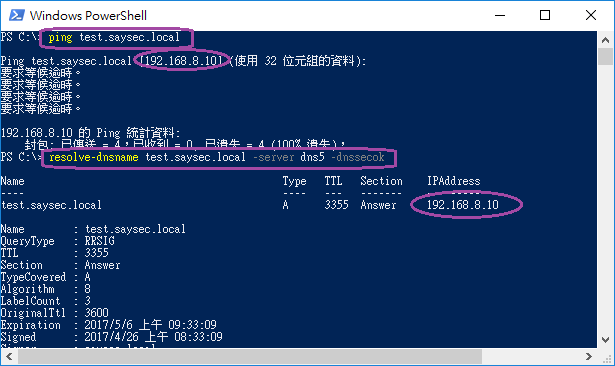 Windows PowerShell
PS C:\> ping test.saysec.local
Ping test.saysec.local [192.168.8.10] (使用 32 位元組的資料):
要求等候逾時。
要求等候逾時。
要求等候逾時。
要求等候逾時。
192.168.8.10 的 Ping 統計資料:
封包: 已傳送 = 4，已收到 = 0, 已遺失 = 4 (100% 遺失)，
PS C:\> resolve-dnsname test.saysec.local -server dns5 -dnssecok
Name Type TTL Section IPAddress
---- ---- --- ------- ---------
test.saysec.local A 3355 Answer 192.168.8.10
Name : test.saysec.local
QueryType : RRSIG
TTL : 3355
Section : Answer
TypeCovered : A
Algorithm : 8
LabelCount : 3
OriginalTtl : 3600
Expiration : 2017/5/6 上午 09:33:09
Signed : 2017/4/26 上午 08:33:09